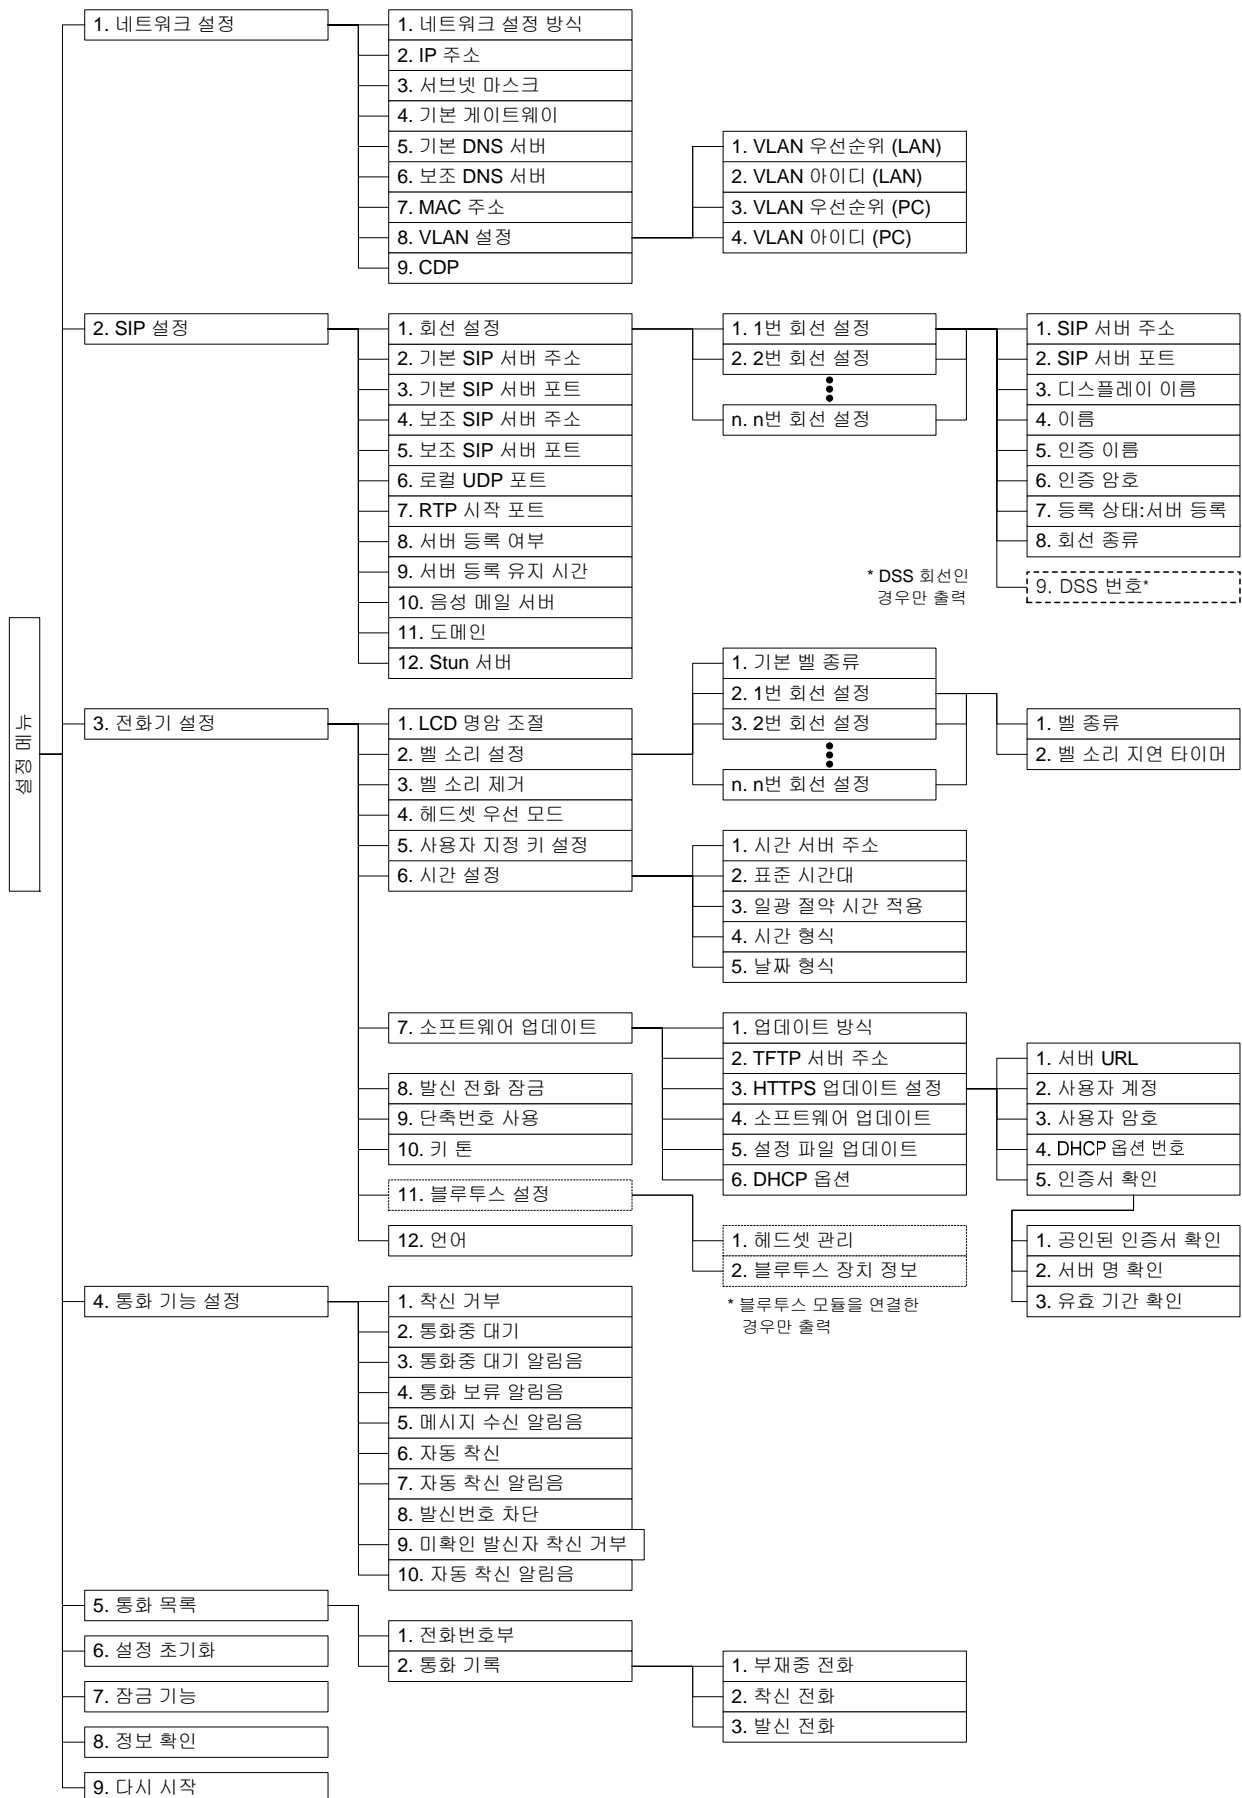 설정 메뉴
1. 네트워크 설정
1. 네트워크 설정 방식
2. IP 주소
3. 서브넷 마스크
4. 기본 게이트웨이
5. 기본 DNS 서버
6. 보조 DNS 서버
7. MAC 주소
8. VLAN 설정
9. CDP
1. VLAN 우선순위 (LAN)
2. VLAN 아이디 (LAN)
3. VLAN 우선순위 (PC)
4. VLAN 아이디 (PC)
2. SIP 설정
1. 회선 설정
2. 기본 SIP 서버 주소
3. 기본 SIP 서버 포트
4. 보조 SIP 서버 주소
5. 보조 SIP 서버 포트
6. 로컬 UDP 포트
7. RTP 시작 포트
8. 서버 등록 여부
9. 서버 등록 유지 시간
10. 음성 메일 서버
11. 도메인
12. Stun 서버
1. 1번 회선 설정
2. 2번 회선 설정
n. n번 회선 설정
1. SIP 서버 주소
2. SIP 서버 포트
3. 디스플레이 이름
4. 이름
5. 인증 이름
6. 인증 암호
7. 등록 상태:서버 등록
8. 회선 종류
9. DSS 번호*
* DSS 회선인
경우만 출력
3. 전화기 설정
1. LCD 명암 조절
2. 벨 소리 설정
3. 벨 소리 제거
4. 헤드셋 우선 모드
5. 사용자 지정 키 설정
6. 시간 설정
1. 기본 벨 종류
2. 1번 회선 설정
3. 2번 회선 설정
n. n번 회선 설정
1. 벨 종류
2. 벨 소리 지연 타이머
1. 시간 서버 주소
2. 표준 시간대
3. 일광 절약 시간 적용
4. 시간 형식
5. 날짜 형식
7. 소프트웨어 업데이트
8. 발신 전화 잠금
9. 단축번호 사용
10. 키 톤
11. 블루투스 설정
12. 언어
1. 업데이트 방식
2. TFTP 서버 주소
3. HTTPS 업데이트 설정
4. 소프트웨어 업데이트
5. 설정 파일 업데이트
6. DHCP 옵션
1. 서버 URL
2. 사용자 계정
3. 사용자 암호
4. DHCP 옵션 번호
5. 인증서 확인
1. 공인된 인증서 확인
2. 서버 명 확인
3. 유효 기간 확인
1. 헤드셋 관리
2. 블루투스 장치 정보
* 블루투스 모듈을 연결한
경우만 출력
4. 통화 기능 설정
1. 착신 거부
2. 통화중 대기
3. 통화중 대기 알림음
4. 통화 보류 알림음
5. 메시지 수신 알림음
6. 자동 착신
7. 자동 착신 알림음
8. 발신번호 차단
9. 미확인 발신자 착신 거부
10. 자동 착신 알림음
5. 통화 목록
1. 전화번호부
2. 통화 기록
1. 부재중 전화
2. 착신 전화
3. 발신 전화
6. 설정 초기화
7. 잠금 기능
8. 정보 확인
9. 다시 시작